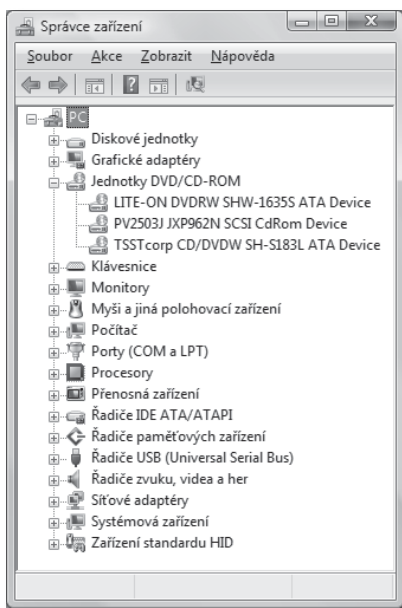 Správce zařízení
Soubor Akce Zobrazit Nápověda
PC
Diskové jednotky
Grafické adaptéry
Jednotky DVD/CD-ROM
LITE-ON DVDRW SHW-1635S ATA Device
PV2503J JXP962N SCSI CdRom Device
TSSTcorp CD/DVDW SH-S183L ATA Device
Klávesnice
Monitory
Myši a jiná polohovací zařízení
Počítač
Porty (COM a LPT)
Procesory
Přenosná zařízení
Řadiče IDE ATA/ATAPI
Řadiče paměťových zařízení
Řadiče USB (Universal Serial Bus)
Řadiče zvuku, videa a her
Síťové adaptéry
Systémová zařízení
Zařízení standardu HID